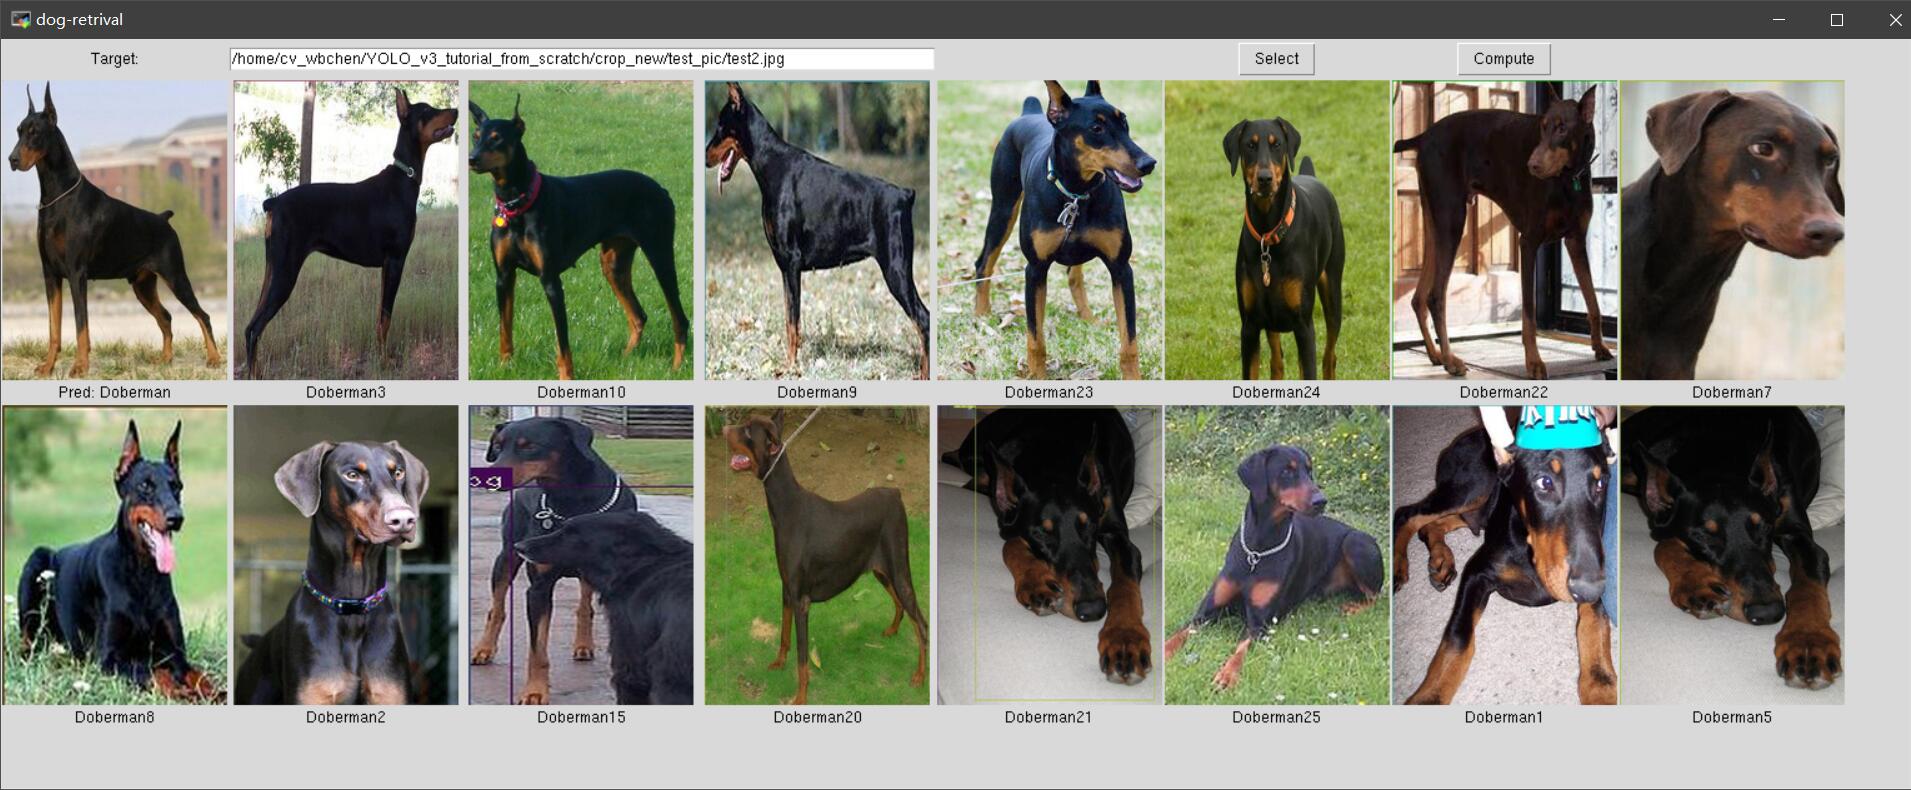 dog-retrival
Target:
/home/cv_wbchen/YOLO_v3_tutorial_from_scratch/crop_new/test_pic/test2.jpg
Select
Compute
Pred: Doberman
Doberman3
Doberman10
Doberman9
Doberman23
Doberman24
Doberman22
Doberman7
og
Doberman8
Doberman2
Doberman15
Doberman20
Doberman21
Doberman25
Doberman1
Doberman5